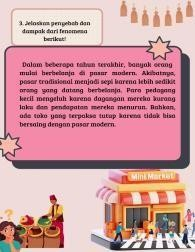 3. Jelaskan penyebab dan
dampak dari fenomena
berikut!
Dalam beberapa tahun terakhir, banyak orang
mulai berbelanja di pasar modern. Akibatnya,
pasar tradisional menjadi sepi karena lebih sedikit
orang yang datang berbelanja. Para pedagang
kecil mengeluh karena dagangan mereka kurang
laku dan pendapatan mereka menurun. Bahkan,
ada toko yang terpaksa tutup karena tidak bisa
bersaing dengan pasar modern.
Mini Market